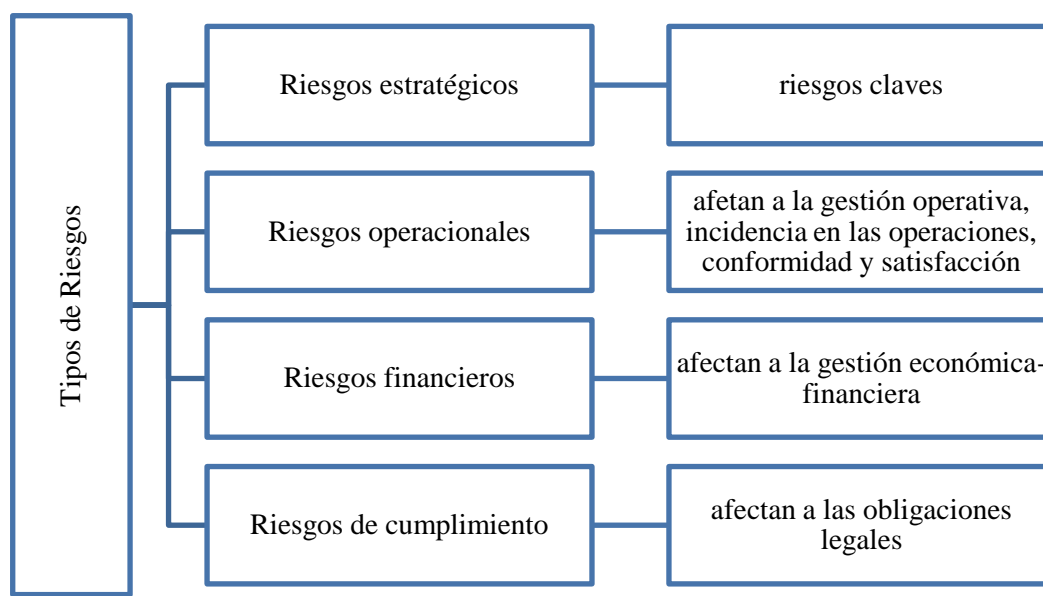 Tipos de Riesgos
Riesgos estratégicos
riesgos claves
Riesgos operacionales
afetan a la gestión operativa,
incidencia en las operaciones,
conformidad y satisfacción
Riesgos financieros
afectan a la gestión económica-
financiera
Riesgos de cumplimiento
afectan a las obligaciones
legales